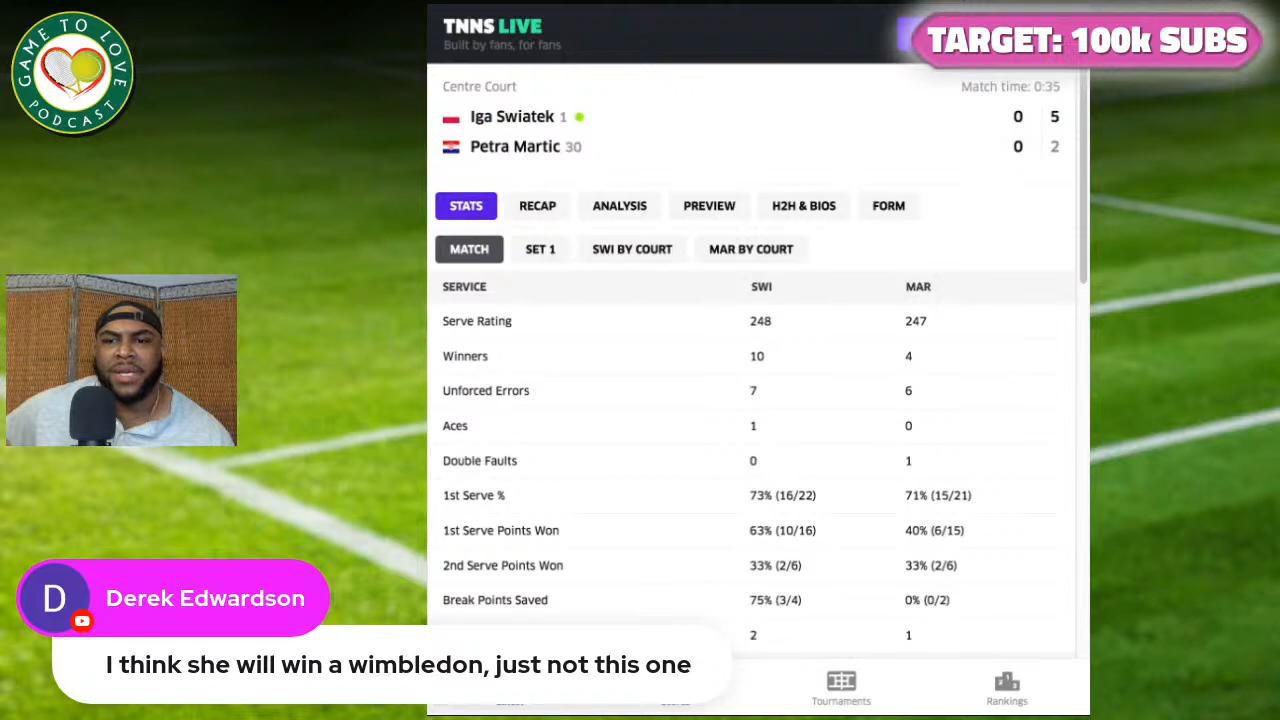 GAME TO LOVE
PODCAST
TNNS LIVE
Built by fans, for fans
TARGET: 100k SUBS
Centre Court
Match time: 0:35
Iga Swiatek 1 0 5
Petra Martic 30 0 2
STATS RECAP ANALYSIS PREVIEW H2H & BIOS FORM
MATCH SET 1 SWI BY COURT MAR BY COURT
SERVICE SWI MAR
Serve Rating 248 247
Winners 10 4
Unforced Errors 7 6
Aces 1 0
Double Faults 0 1
1st Serve % 73% (16/22) 71% (15/21)
1st Serve Points Won 63% (10/16) 40% (6/15)
2nd Serve Points Won 33% (2/6) 33% (2/6)
Break Points Saved 75% (3/4) 0% (0/2)
2 1
D Derek Edwardson
I think she will win a wimbledon, just not this one
Tournaments Rankings